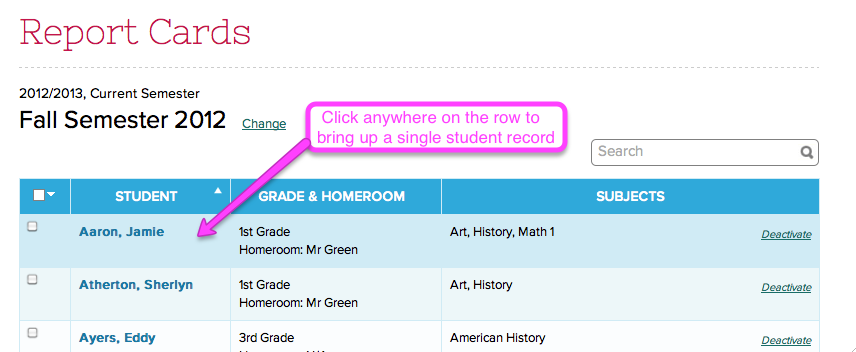 Report Cards
2012/2013, Current Semester
Fall Semester 2012 Change
Click anywhere on the row to
bring up a single student record
Search
STUDENT GRADE & HOMEROOM SUBJECTS
Aaron, Jamie 1st Grade Art, History, Math 1 Deactivate
Homeroom: Mr Green
Atherton, Sherlyn 1st Grade Art, History Deactivate
Homeroom: Mr Green
Ayers, Eddy 3rd Grade American History Deactivate